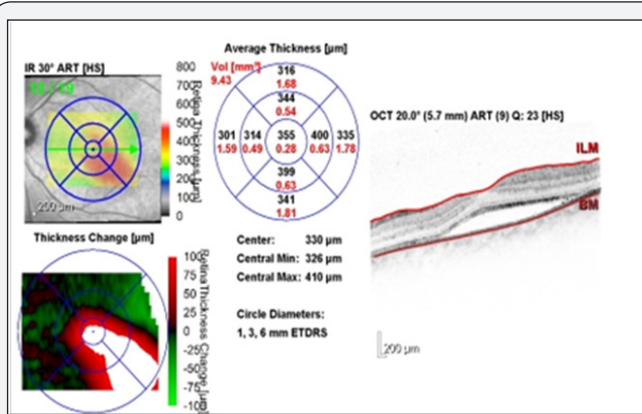 IR 30° ART [HS]
200 µm
800
700
600
500
400
300
200
100
0
Retina Thickness [µm]
Average Thickness [µm]
Vol [mm³]
9.43
316
1.68
344
0.54
301 314 355 400 335
1.59 0.49 0.28 0.63 1.78
399
0.63
341
1.81
Center: 330 µm
Central Min: 326 µm
Central Max: 410 µm
Circle Diameters:
1, 3, 6 mm ETDRS
OCT 20.0° (5.7 mm) ART (9) Q: 23 [HS]
ILM
BM
200 µm
Thickness Change [µm]
100
75
50
25
0
-25
-50
-75
-100
Retina Thickness Change [µm]